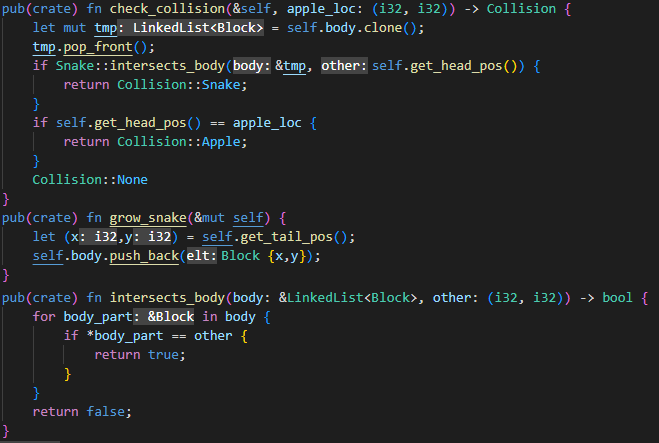 pub(crate) fn check_collision(&self, apple_loc: (i32, i32)) -> Collision {
    let mut tmp: LinkedList<Block> = self.body.clone();
    tmp.pop_front();
    if Snake::intersects_body(body: &tmp, other: self.get_head_pos()) {
        return Collision::Snake;
    }
    if self.get_head_pos() == apple_loc {
        return Collision::Apple;
    }
    Collision::None
}
pub(crate) fn grow_snake(&mut self) {
    let (x: i32,y: i32) = self.get_tail_pos();
    self.body.push_back(elt: Block {x,y});
}
pub(crate) fn intersects_body(body: &LinkedList<Block>, other: (i32, i32)) -> bool {
    for body_part: &Block in body {
        if *body_part == other {
            return true;
        }
    }
    return false;
}